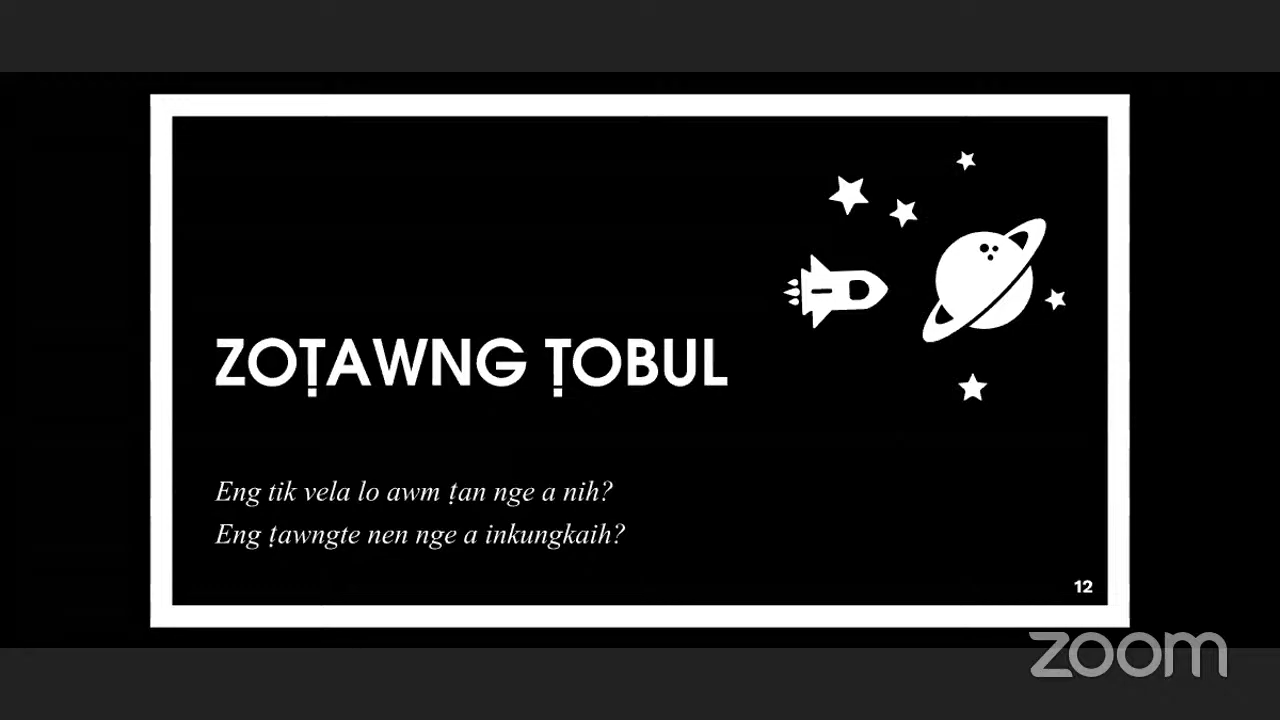 ZOṬAWNG ṬOBUL
Eng tik vela lo awm ṭan nge a nih?
Eng ṭawngte nen nge a inkungkaih?
12
zoom